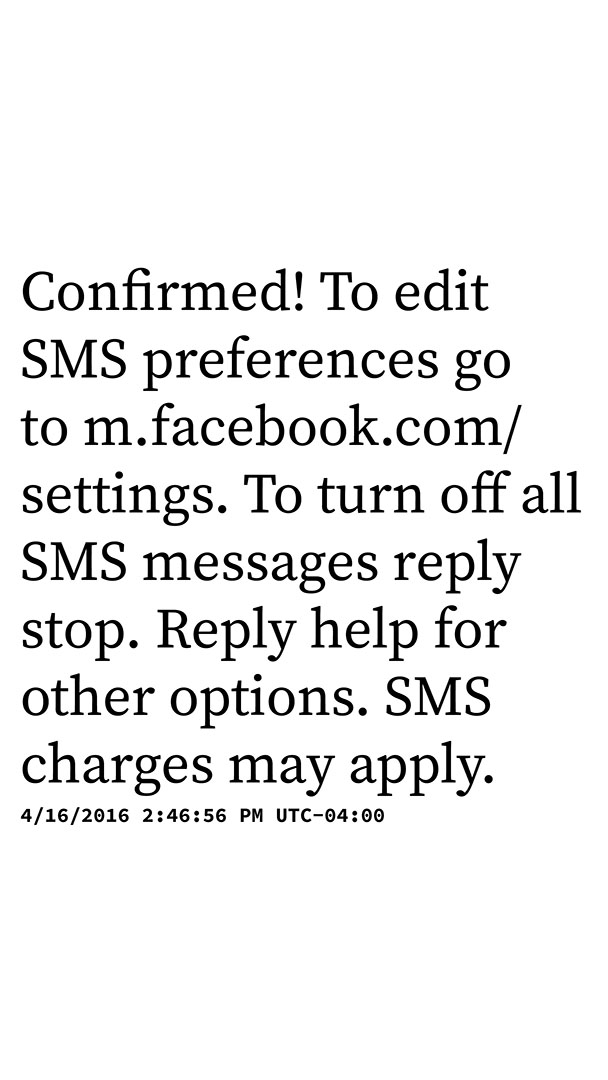 Confirmed! To edit
SMS preferences go
to m.facebook.com/
settings. To turn off all
SMS messages reply
stop. Reply help for
other options. SMS
charges may apply.
4/16/2016 2:46:56 PM UTC-04:00